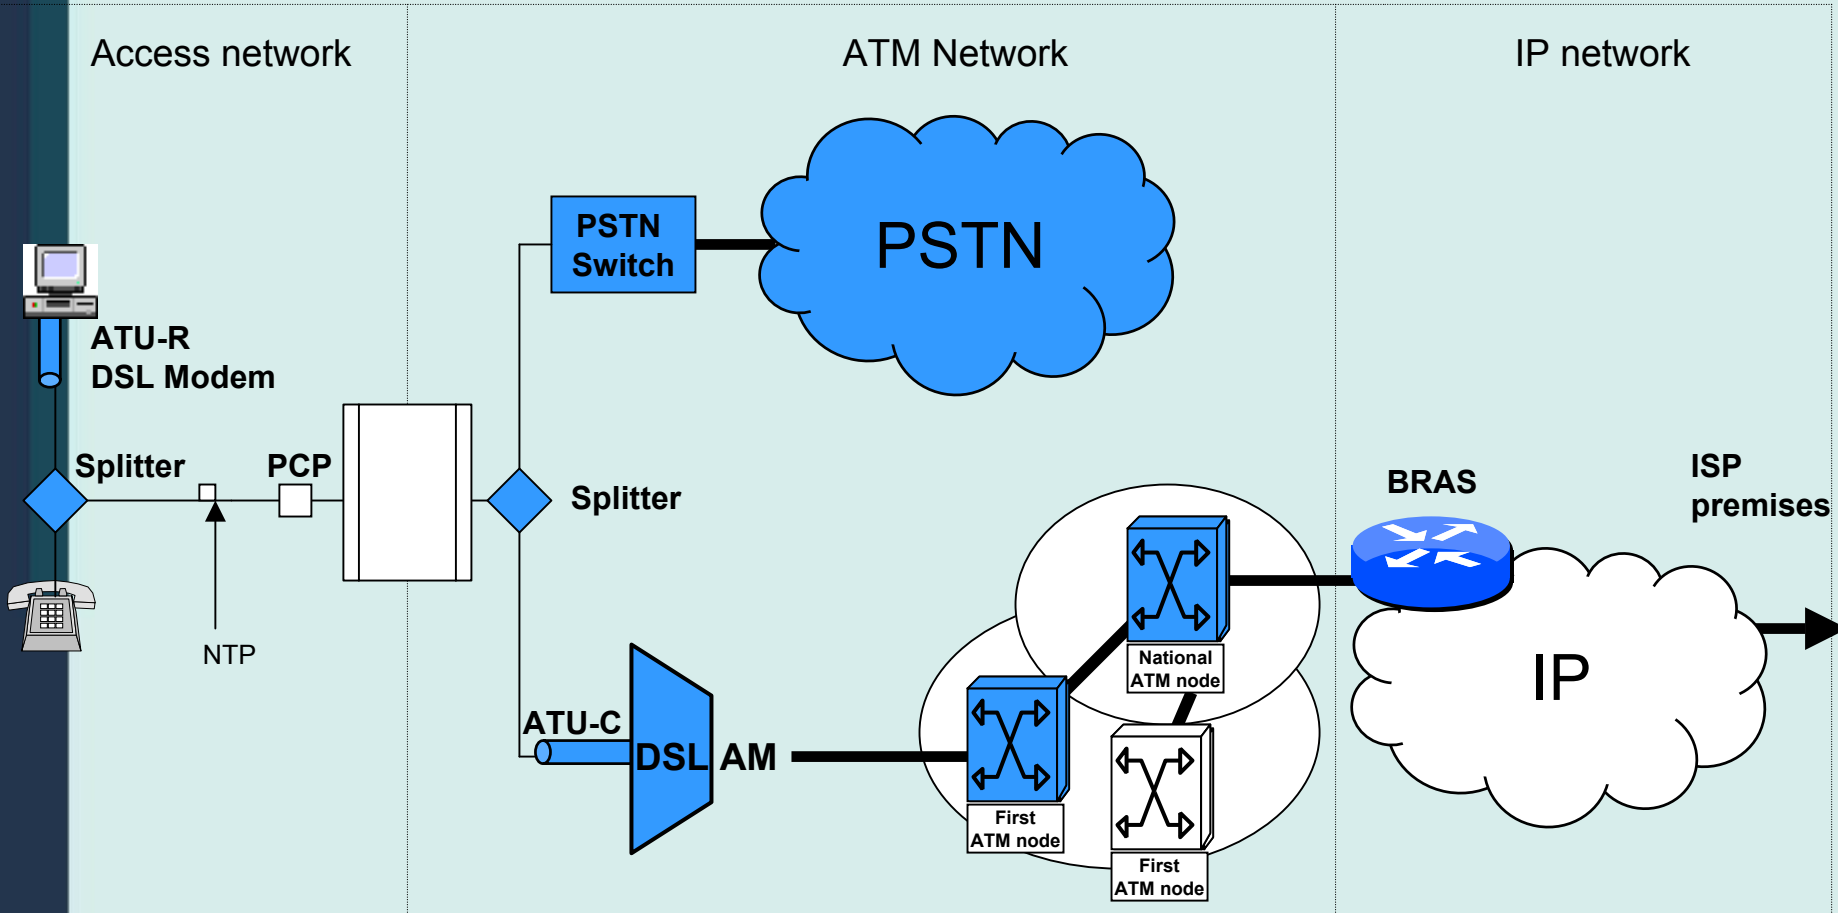 Access network
ATM Network
IP network
PSTN
Switch
PSTN
ATU-R
DSL Modem
Splitter
PCP
Splitter
NTP
BRAS
ISP
premises
National
ATM node
IP
ATU-C
DSL AM
First
ATM node
First
ATM node